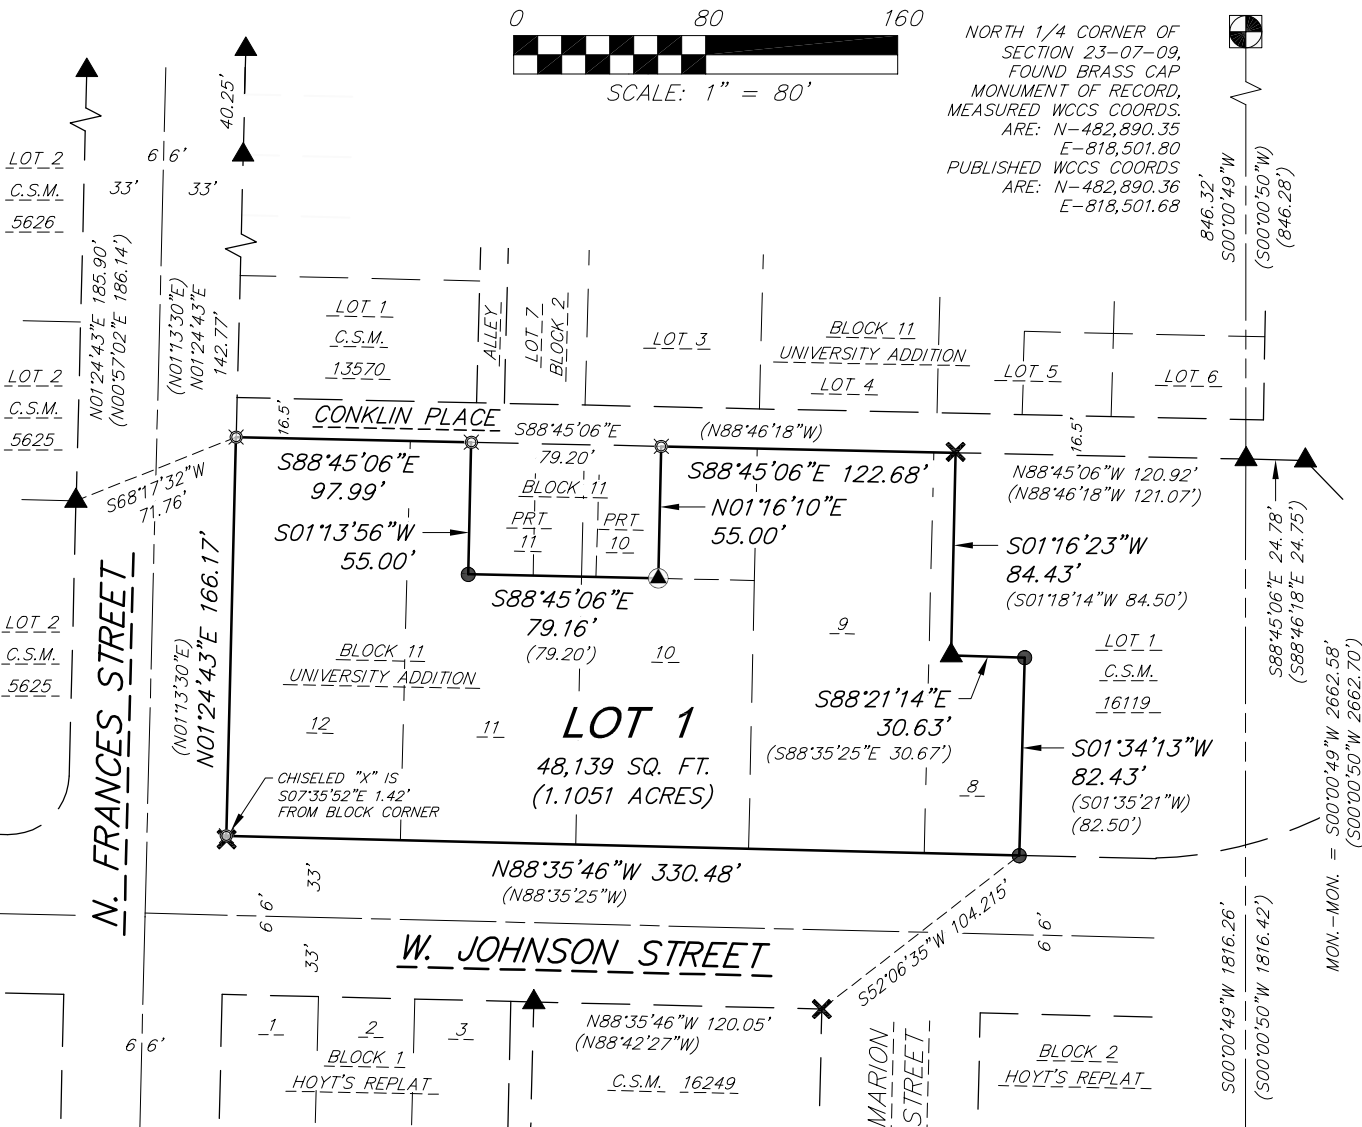 0 80 160
SCALE: 1" = 80'
NORTH 1/4 CORNER OF
SECTION 23-07-09,
FOUND BRASS CAP
MONUMENT OF RECORD,
MEASURED WCCS COORDS.
ARE: N-482,890.35
E-818,501.80
PUBLISHED WCCS COORDS
ARE: N-482,890.36
E-818,501.68
846.32'
S00°00'49"W
(S00°00'50"W)
(846.28')
40.25'
66'
33' 33'
LOT 2
C.S.M.
5626
N01°24'43"E 185.90'
(N00°57'02"E 186.14')
(N01°13'30"E)
N01°24'43"E
142.77'
LOT 1
C.S.M.
13570
ALLEY
LOT 7
BLOCK 2
LOT 3
BLOCK 11
UNIVERSITY ADDITION
LOT 4
LOT 5
LOT 6
LOT 2
C.S.M.
5625
16.5'
CONKLIN PLACE
S88°45'06"E
79.20'
(N88°46'18"W)
16.5'
S88°45'06"E
97.99'
S88°45'06"E 122.68'
N88°45'06"W 120.92'
(N88°46'18"W 121.07')
S68°17'32"W
71.76'
BLOCK 11
PRT
11
PRT
10
S01°13'56"W
55.00'
N01°16'10"E
55.00'
S01°16'23"W
84.43'
(S01°18'14"W 84.50')
S88°45'06"E 24.78'
(S88°46'18"E 24.75')
S88°45'06"E
79.16'
(79.20')
LOT 2
C.S.M.
5625
N. FRANCES STREET
(N01°13'30"E)
N01°24'43"E 166.17'
BLOCK 11
UNIVERSITY ADDITION
12
11
10
9
8
LOT 1
48,139 SQ. FT.
(1.1051 ACRES)
LOT 1
C.S.M.
16119
S88°21'14"E
30.63'
(S88°35'25"E 30.67')
S01°34'13"W
82.43'
(S01°35'21"W)
(82.50')
MON.-MON. = S00°00'49"W 2662.58'
(S00°00'50"W 2662.70')
CHISELED "X" IS
S07°35'52"E 1.42'
FROM BLOCK CORNER
N88°35'46"W 330.48'
(N88°35'25"W)
33'
66'
33'
W. JOHNSON STREET
S52°06'35"W 104.215'
66'
S00°00'49"W 1816.26'
(S00°00'50"W 1816.42')
66'
1
2
3
BLOCK 1
HOYT'S REPLAT
N88°35'46"W 120.05'
(N88°42'27"W)
C.S.M. 16249
MARION
STREET
BLOCK 2
HOYT'S REPLAT